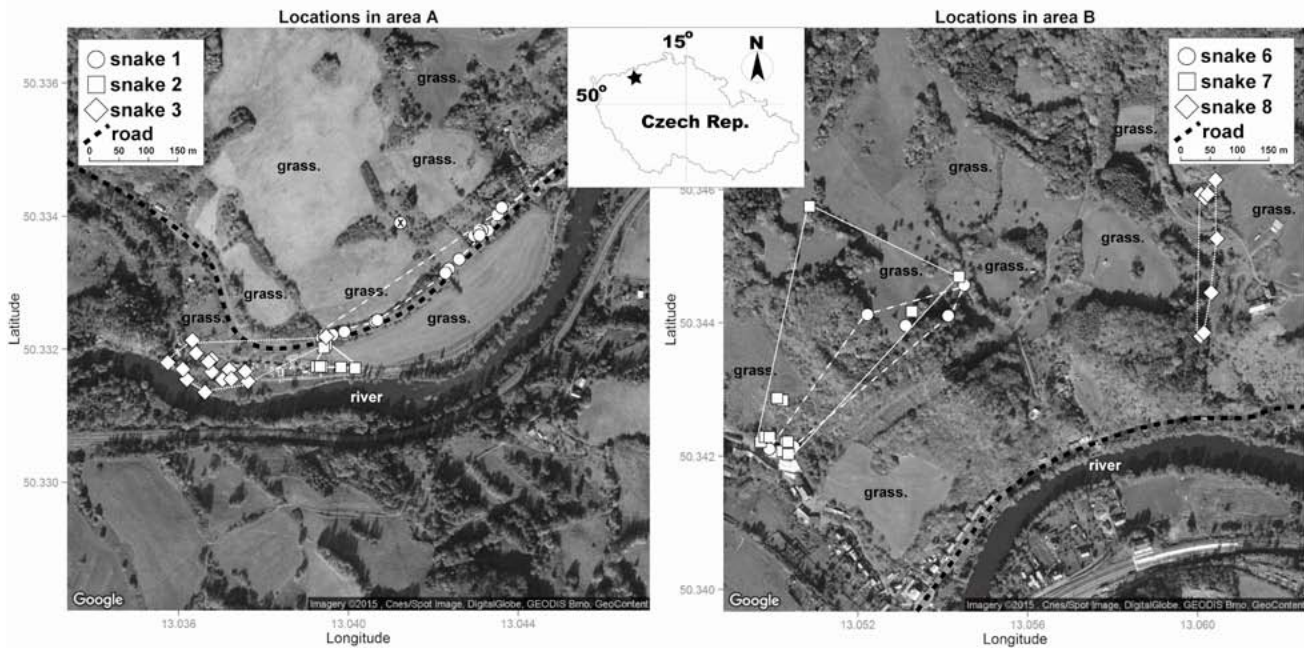 Locations in area A
Locations in area B
snake 1
snake 2
snake 3
road
0 50 100 150 m
15°
50°
N
Czech Rep.
snake 6
snake 7
snake 8
road
0 50 100 150 m
grass.
grass.
grass.
grass.
grass.
grass.
grass.
x
river
grass.
grass.
grass.
grass.
grass.
grass.
grass.
grass.
river
50.336
50.334
50.332
50.330
Latitude
50.346
50.344
50.342
50.340
Latitude
Google
Imagery ©2015 , Cnes/Spot Image, DigitalGlobe, GEODIS Brno, GeoContent
Google
Imagery ©2015 , Cnes/Spot Image, DigitalGlobe, GEODIS Brno, GeoContent
13.036
13.040
13.044
Longitude
13.052
13.056
13.060
Longitude